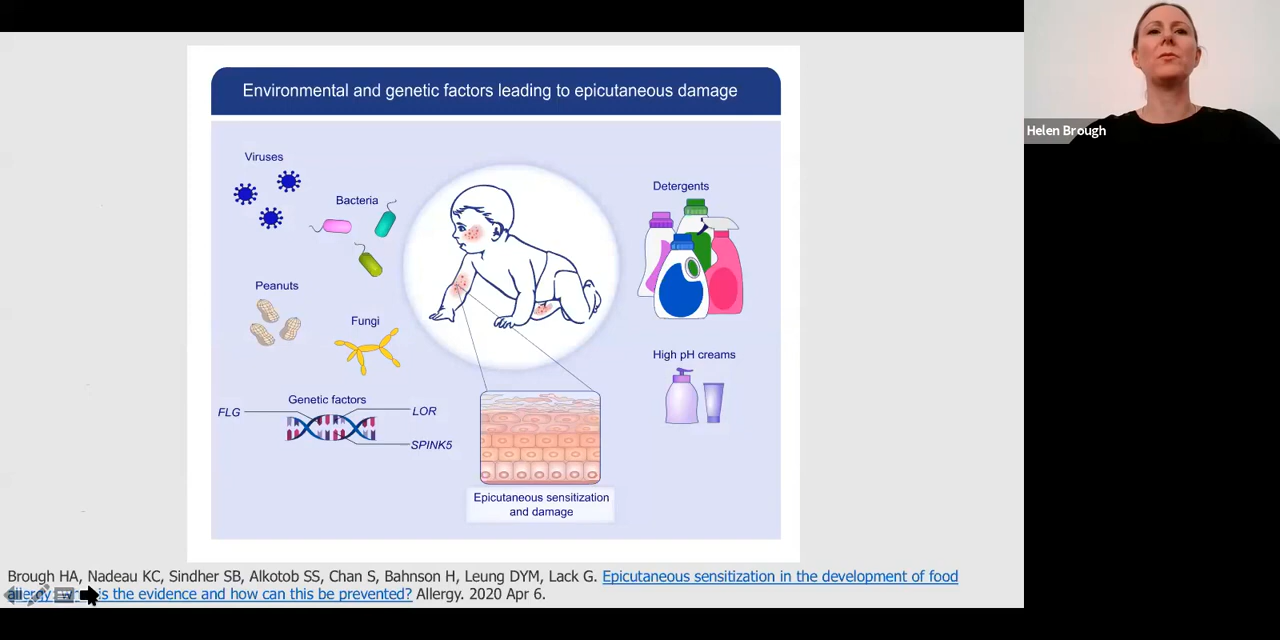 Environmental and genetic factors leading to epicutaneous damage
Viruses
Bacteria
Peanuts
Fungi
Genetic factors
FLG
LOR
SPINK5
Detergents
High pH creams
Epicutaneous sensitization
and damage
Helen Brough
Brough HA, Nadeau KC, Sindher SB, Alkotob SS, Chan S, Bahnson H, Leung DYM, Lack G. Epicutaneous sensitization in the development of food
allergy: is the evidence and how can this be prevented? Allergy. 2020 Apr 6.